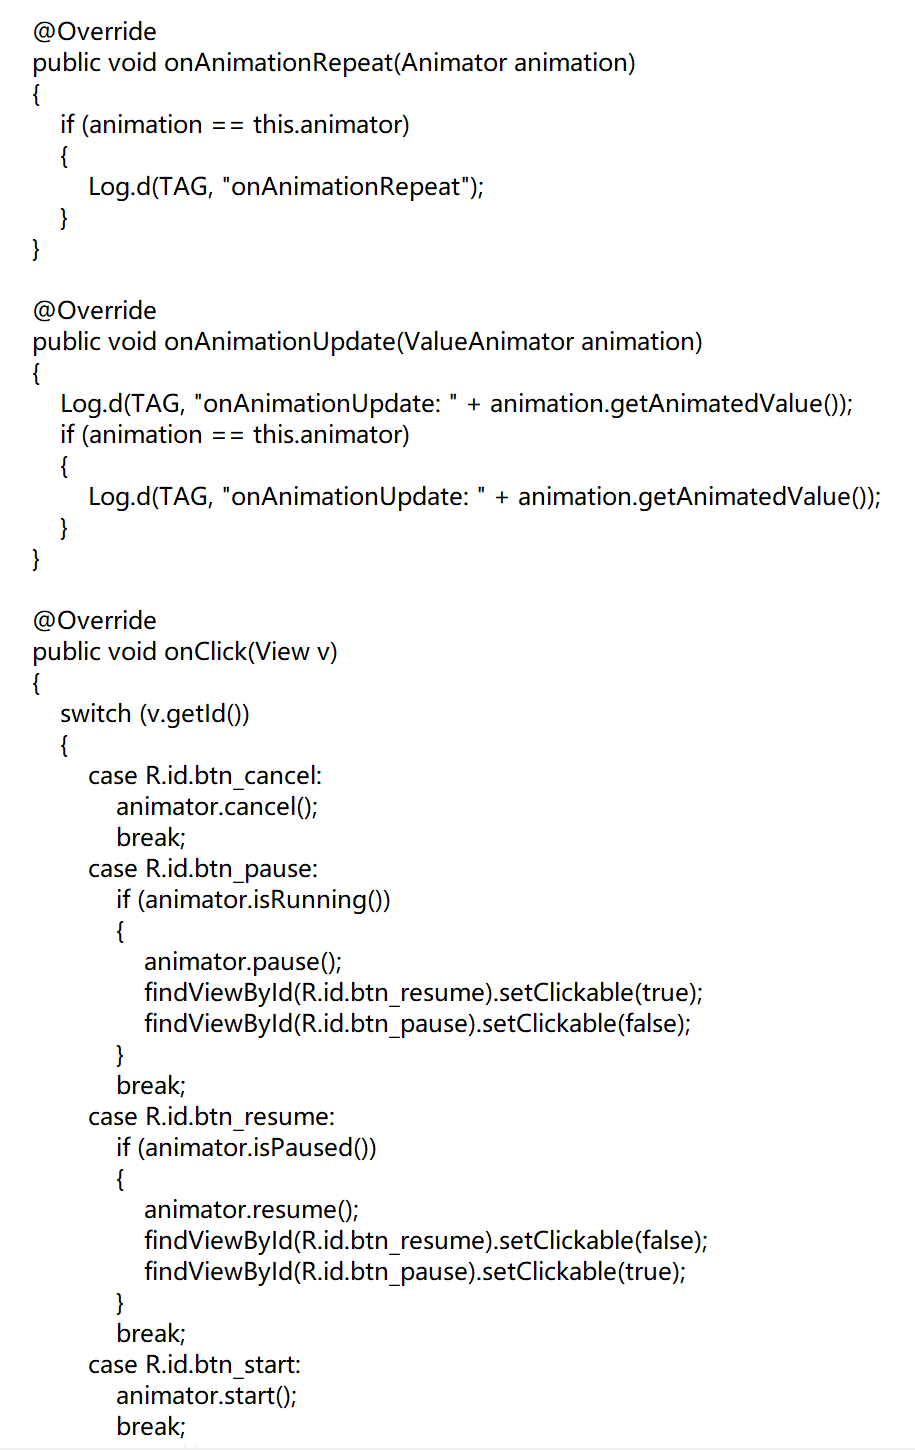 @Override
public void onAnimationRepeat(Animator animation)
{
if (animation == this.animator)
{
Log.d(TAG, "onAnimationRepeat");
}
}
@Override
public void onAnimationUpdate(ValueAnimator animation)
{
Log.d(TAG, "onAnimationUpdate: " + animation.getAnimatedValue());
if (animation == this.animator)
{
Log.d(TAG, "onAnimationUpdate: " + animation.getAnimatedValue());
}
}
@Override
public void onClick(View v)
{
switch (v.getId())
{
case R.id.btn_cancel:
animator.cancel();
break;
case R.id.btn_pause:
if (animator.isRunning())
{
animator.pause();
findViewById(R.id.btn_resume).setClickable(true);
findViewById(R.id.btn_pause).setClickable(false);
}
break;
case R.id.btn_resume:
if (animator.isPaused())
{
animator.resume();
findViewById(R.id.btn_resume).setClickable(false);
findViewById(R.id.btn_pause).setClickable(true);
}
break;
case R.id.btn_start:
animator.start();
break;